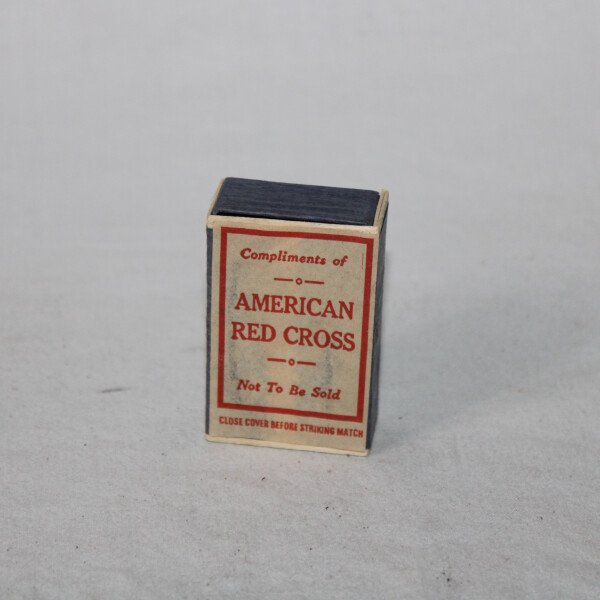 Compliments of
AMERICAN
RED CROSS
Not To Be Sold
CLOSE COVER BEFORE STRIKING MATCH